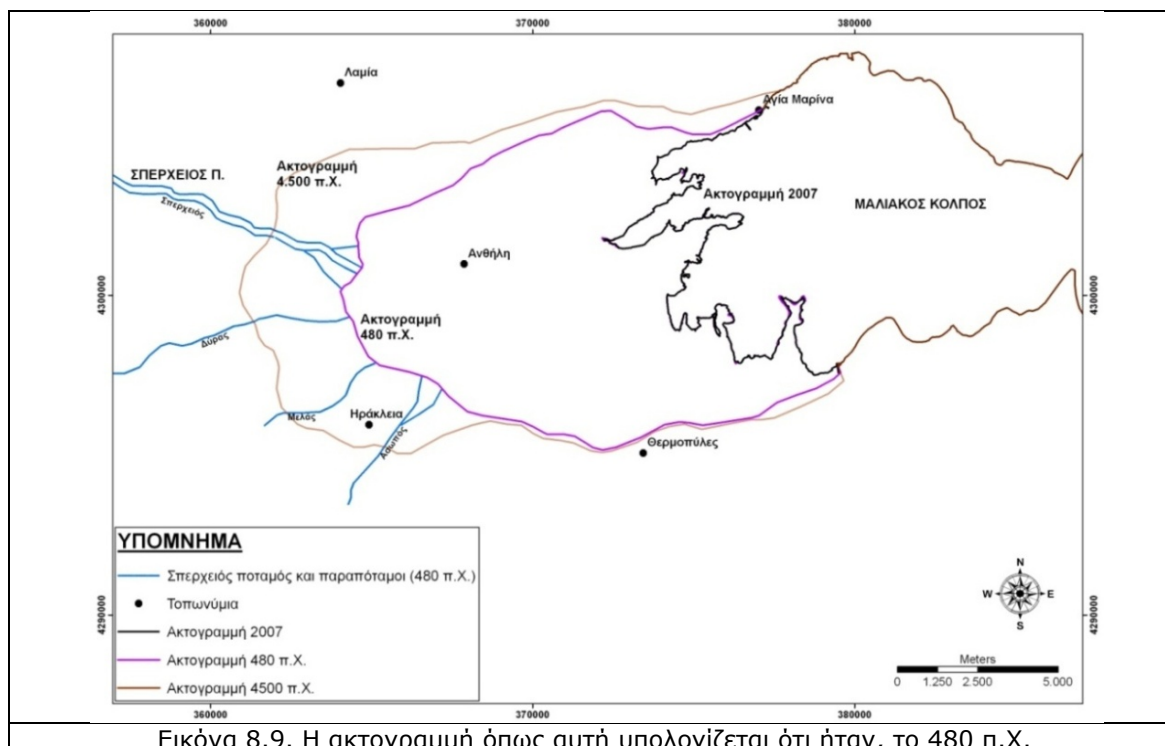 360000
370000
380000
Λαμία
Αγία Μαρίνα
Ακτογραμμή
4.500 π.Χ.
ΣΠΕΡΧΕΙΟΣ Π.
Σπερχειός
Ακτογραμμή 2007
ΜΑΛΙΑΚΟΣ ΚΟΛΠΟΣ
Ανθήλη
4300000
4300000
Ακτογραμμή
480 π.Χ.
Δύρος
Μέλας
Ηράκλεια
Ασωπός
Θερμοπύλες
ΥΠΟΜΝΗΜΑ
Σπερχειός ποταμός και παραπόταμοι (480 π.Χ.)
Τοπωνύμια
Ακτογραμμή 2007
Ακτογραμμή 480 π.Χ.
Ακτογραμμή 4500 π.Χ.
4290000
4290000
N
W
E
S
Meters
0 1.250 2.500 5.000
360000
370000
380000
Εικόνα 8.9. Η ακτογραμμή όπως αυτή υπολογίζεται ότι ήταν, το 480 π.Χ.